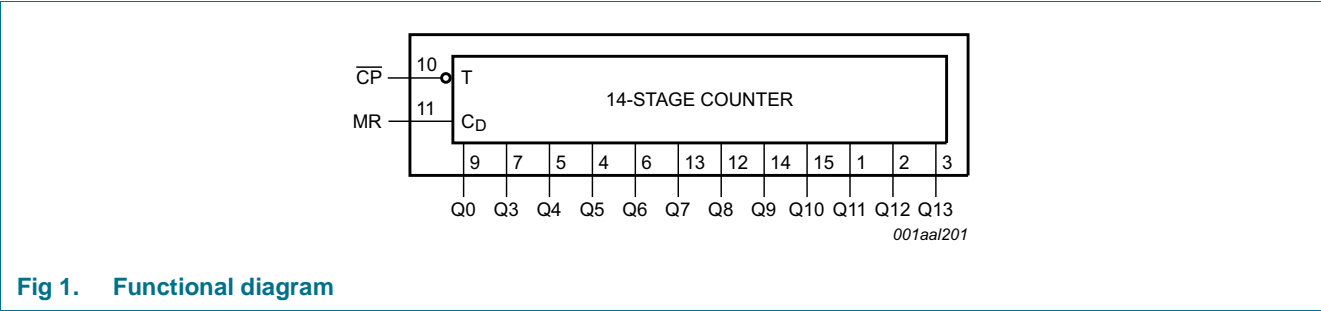 10
C̅P̅ T
14-STAGE COUNTER
11
MR CD
9 7 5 4 6 13 12 14 15 1 2 3
Q0 Q3 Q4 Q5 Q6 Q7 Q8 Q9 Q10 Q11 Q12 Q13
001aal201
Fig 1. Functional diagram